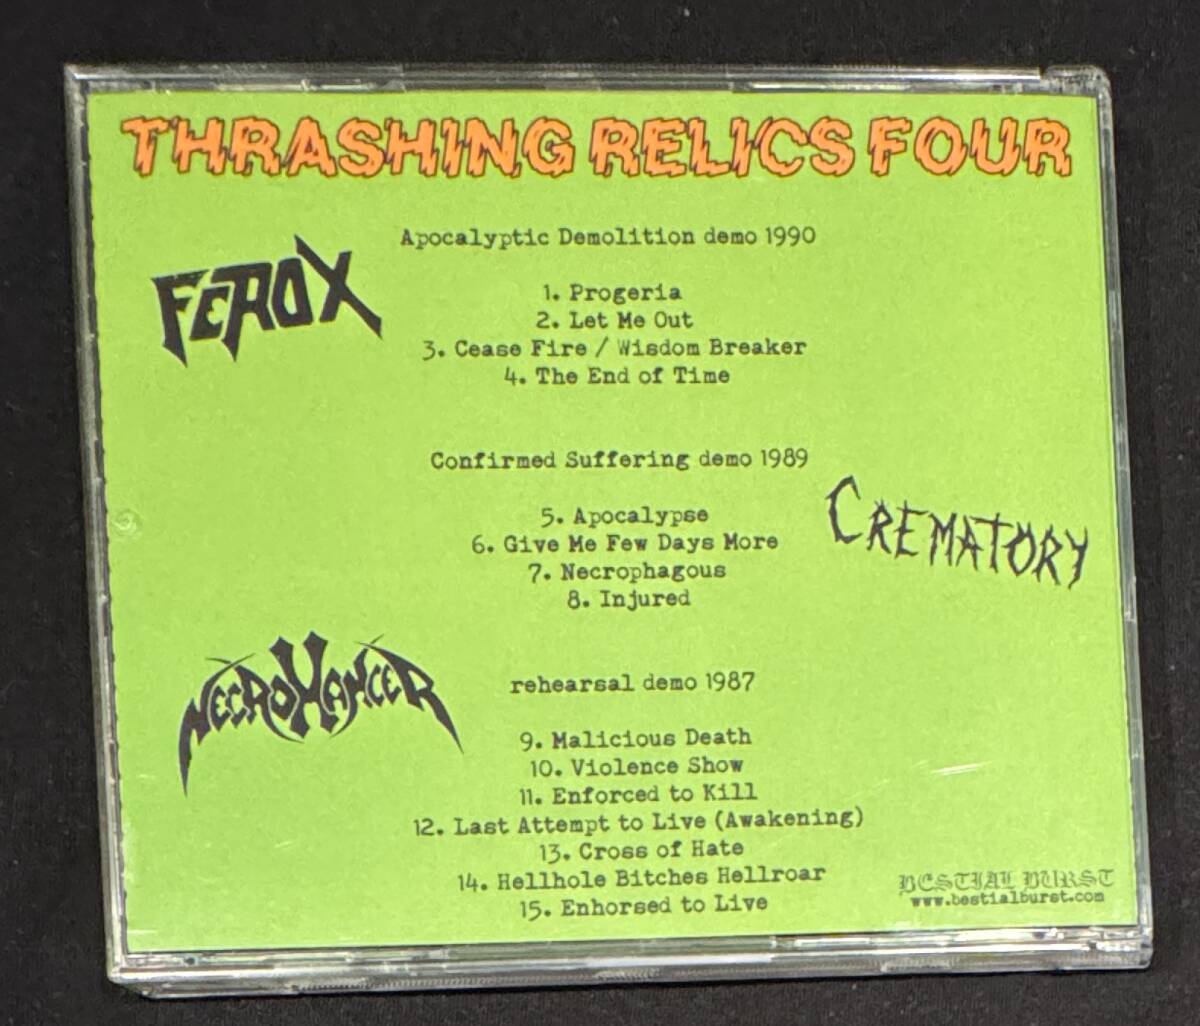 THRASHING RELICS FOUR
FEROX
Apocalyptic Demolition demo 1990
1. Progeria
2. Let Me Out
3. Cease Fire / Wisdom Breaker
4. The End of Time
Confirmed Suffering demo 1989
CREMATORY
5. Apocalypse
6. Give Me Few Days More
7. Necrophagous
8. Injured
NECROMANCER
rehearsal demo 1987
9. Malicious Death
10. Violence Show
11. Enforced to Kill
12. Last Attempt to Live (Awakening)
13. Cross of Hate
14. Hellhole Bitches Hellroar
15. Enhorsed to Live
BESTIAL BURST
www.bestialburst.com